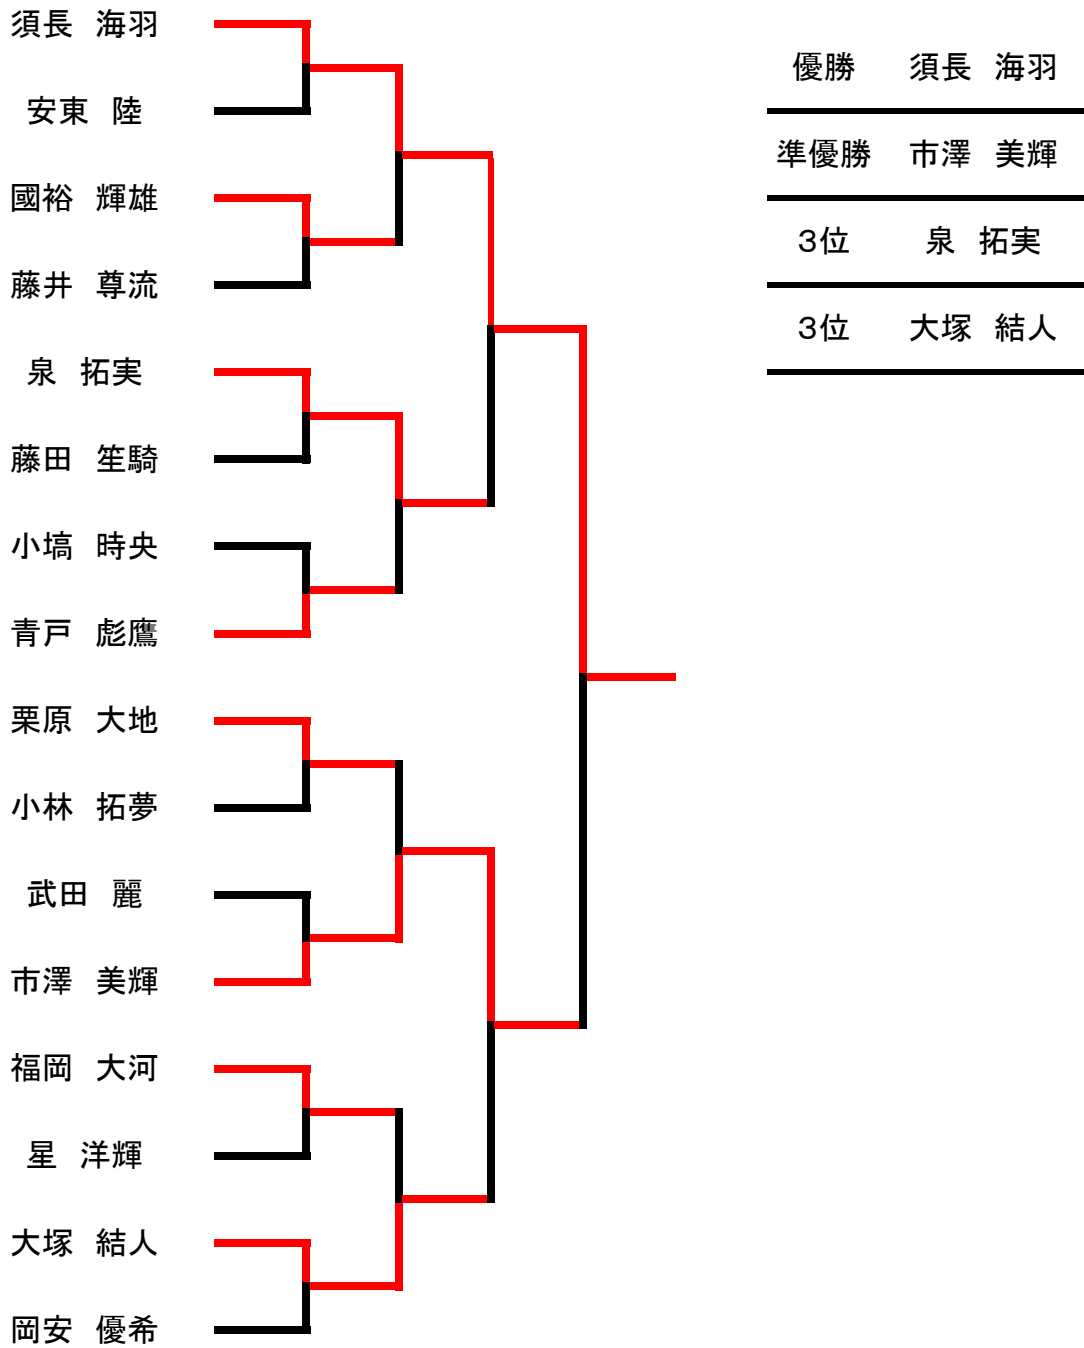 須長 海羽
安東 陸
國裕 輝雄
藤井 尊流
泉 拓実
藤田 笙騎
小塙 時央
青戸 彪鷹
栗原 大地
小林 拓夢
武田 麗
市澤 美輝
福岡 大河
星 洋輝
大塚 結人
岡安 優希
優勝 須長 海羽
準優勝 市澤 美輝
3位 泉 拓実
3位 大塚 結人